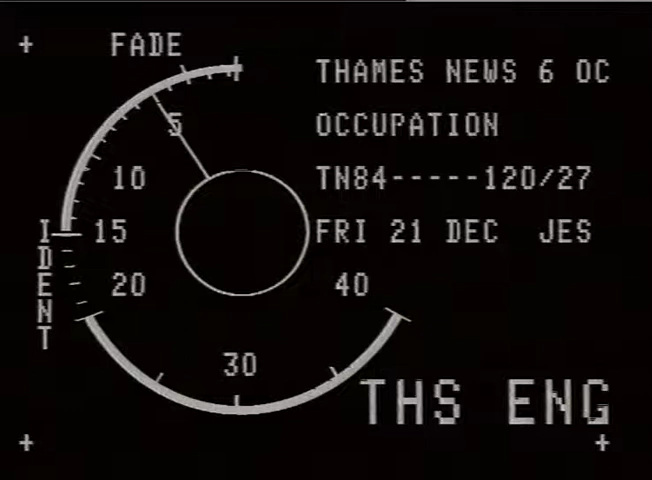 FADE
THAMES NEWS 6 OC
5
OCCUPATION
10
TN84-----120/27
15
FRI 21 DEC JES
IDENT
20
40
30
THS ENG